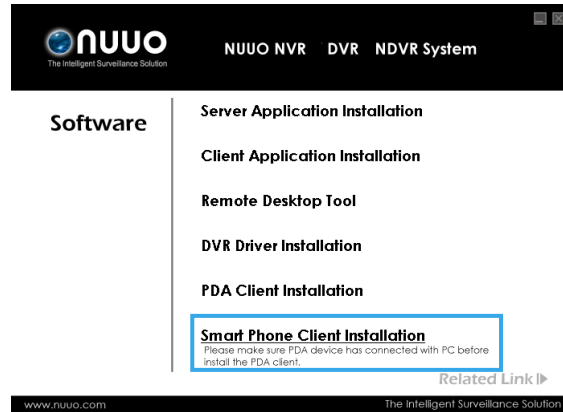 nuuo
The Intelligent Surveillance Solution
NUUO NVR DVR NDVR System
Software
Server Application Installation
Client Application Installation
Remote Desktop Tool
DVR Driver Installation
PDA Client Installation
Smart Phone Client Installation
Please make sure PDA device has connected with PC before
install the PDA client.
Related Link
www.nuuo.com
The Intelligent Surveillance Solution